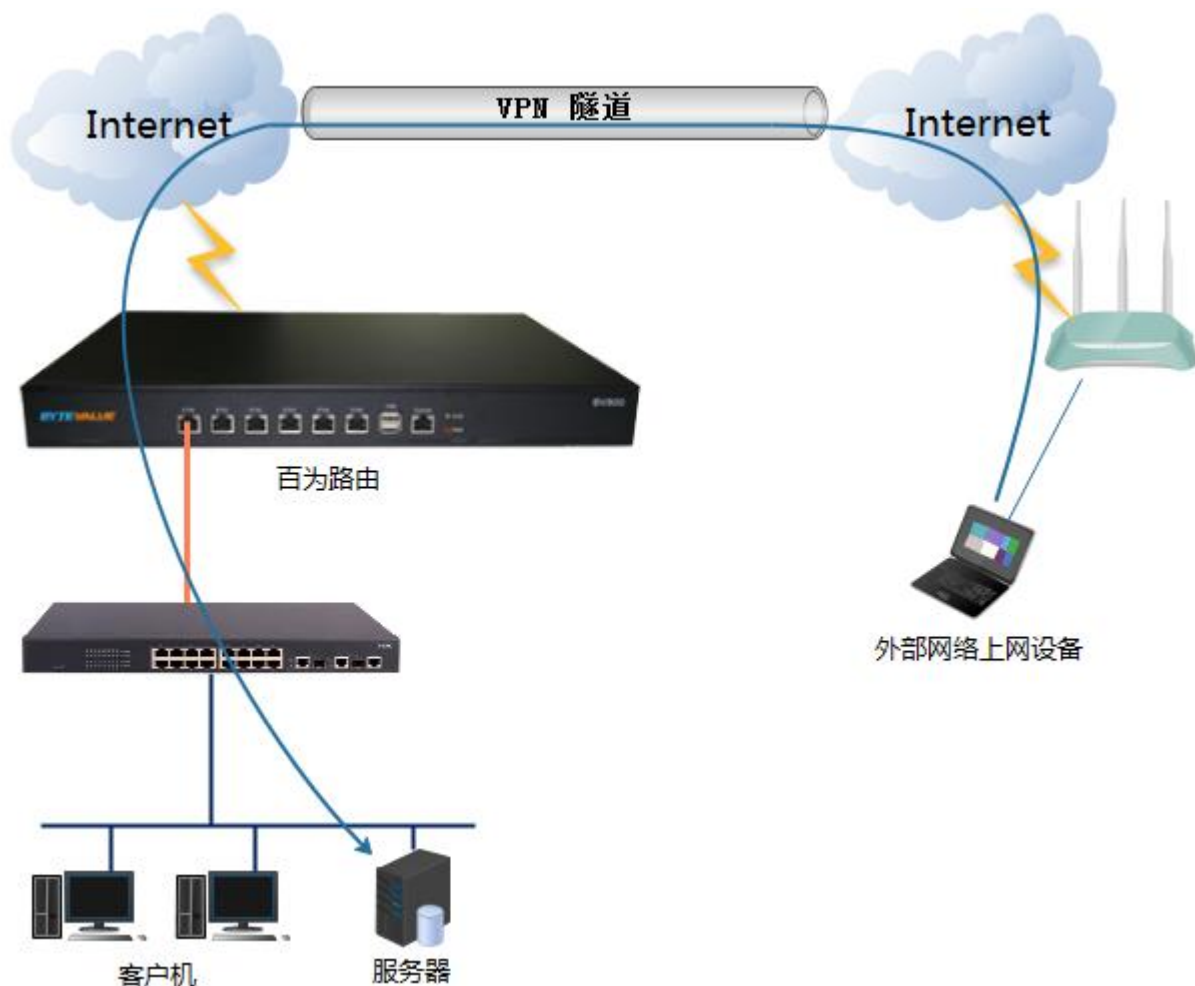 Internet
VPN 隧道
Internet
BYTEVALUE
百为路由
外部网络上网设备
客户机
服务器